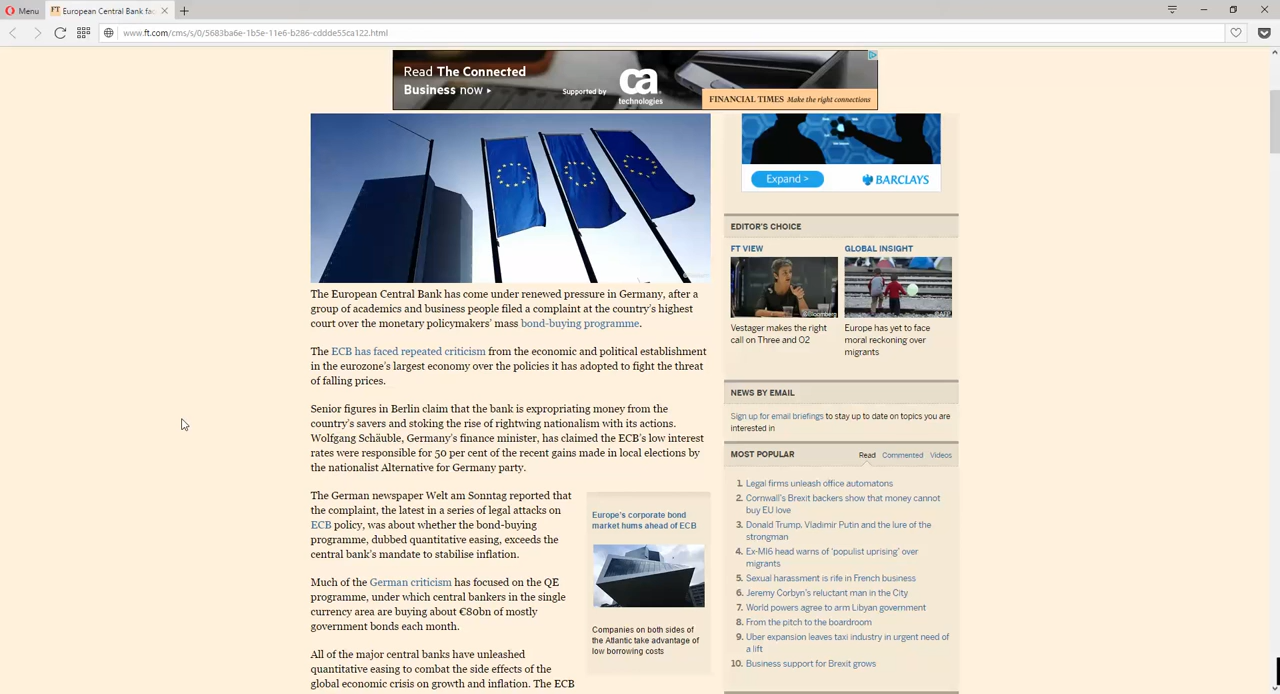 Menu
European Central Bank fac
www.ft.com/cms/s/0/5683ba6e-1b5e-11e6-b286-cddde55ca122.html
Read The Connected
Business now
Supported by
ca
technologies
FINANCIAL TIMES Make the right connections
The European Central Bank has come under renewed pressure in Germany, after a
group of academics and business people filed a complaint at the country's highest
court over the monetary policymakers' mass bond-buying programme.
The ECB has faced repeated criticism from the economic and political establishment
in the eurozone's largest economy over the policies it has adopted to fight the threat
of falling prices.
Senior figures in Berlin claim that the bank is expropriating money from the
country's savers and stoking the rise of rightwing nationalism with its actions.
Wolfgang Schäuble, Germany's finance minister, has claimed the ECB's low interest
rates were responsible for 50 per cent of the recent gains made in local elections by
the nationalist Alternative for Germany party.
The German newspaper Welt am Sonntag reported that
the complaint, the latest in a series of legal attacks on
ECB policy, was about whether the bond-buying
programme, dubbed quantitative easing, exceeds the
central bank's mandate to stabilise inflation.
Much of the German criticism has focused on the QE
programme, under which central bankers in the single
currency area are buying about €80bn of mostly
government bonds each month.
All of the major central banks have unleashed
quantitative easing to combat the side effects of the
global economic crisis on growth and inflation. The ECB
Europe's corporate bond
market hums ahead of ECB
Companies on both sides of
the Atlantic take advantage of
low borrowing costs
Expand >
BARCLAYS
EDITOR'S CHOICE
FT VIEW
©Bloomberg
Vestager makes the right
call on Three and O2
GLOBAL INSIGHT
©AFP
Europe has yet to face
moral reckoning over
migrants
NEWS BY EMAIL
Sign up for email briefings to stay up to date on topics you are
interested in
MOST POPULAR
Read Commented Videos
1. Legal firms unleash office automatons
2. Cornwall's Brexit backers show that money cannot
buy EU love
3. Donald Trump, Vladimir Putin and the lure of the
strongman
4. Ex-MI6 head warns of 'populist uprising' over
migrants
5. Sexual harassment is rife in French business
6. Jeremy Corbyn's reluctant man in the City
7. World powers agree to arm Libyan government
8. From the pitch to the boardroom
9. Uber expansion leaves taxi industry in urgent need of
a lift
10. Business support for Brexit grows